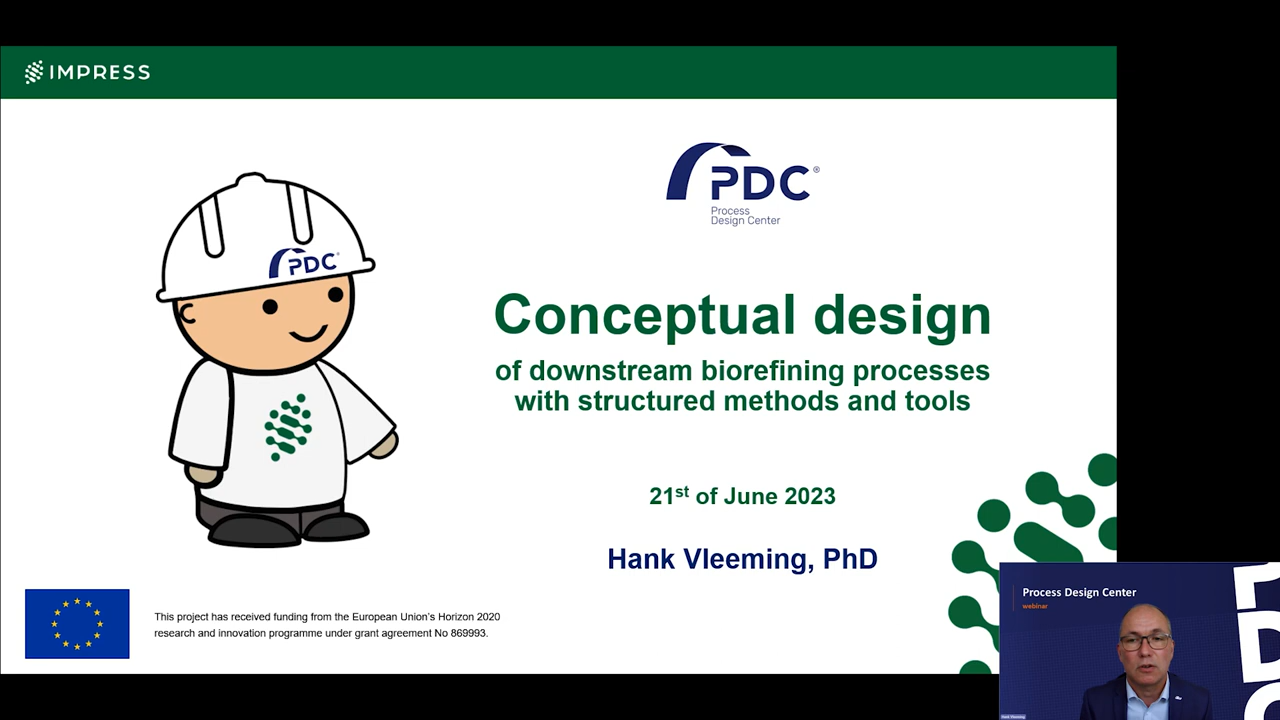 IMPRESS
PDC®
Process
Design Center
PDC®
Conceptual design
of downstream biorefining processes
with structured methods and tools
21st of June 2023
Hank Vleeming, PhD
This project has received funding from the European Union's Horizon 2020
research and innovation programme under grant agreement No 869993.
Process Design Center
webinar
P
D
C
Hank Vleeming